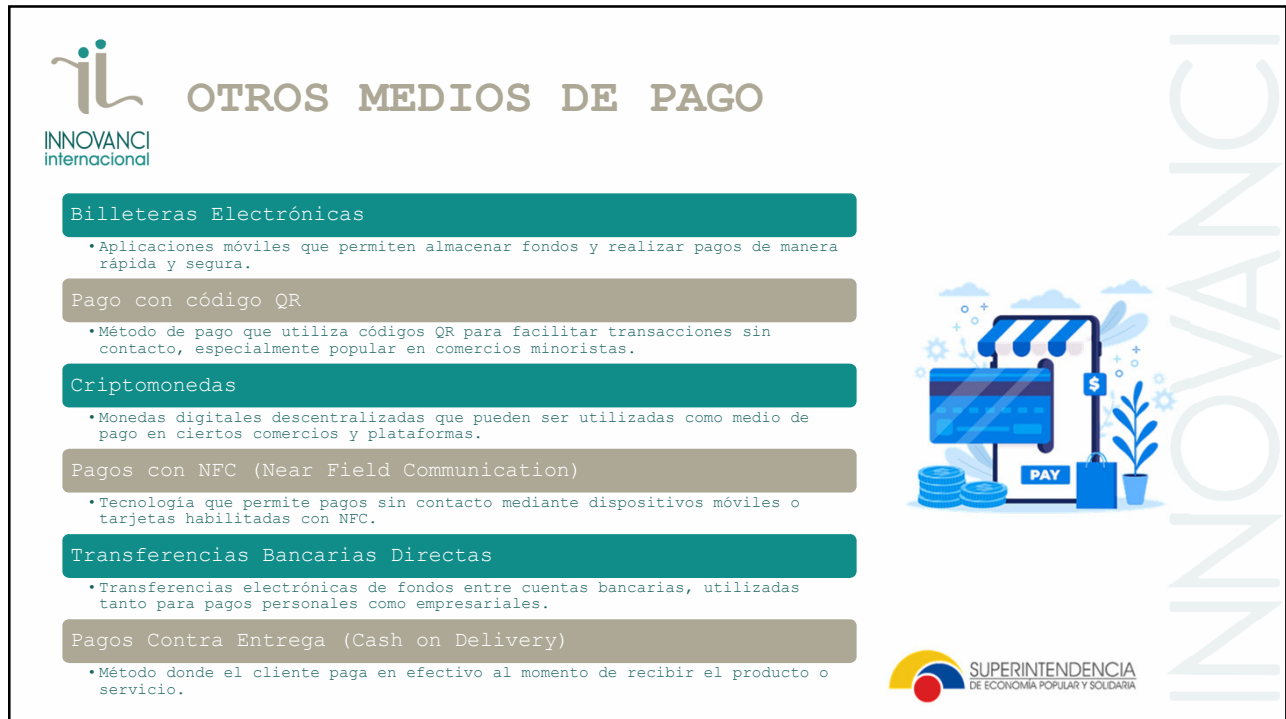 OTROS MEDIOS DE PAGO
INNOVANCI
internacional
Billeteras Electrónicas
•Aplicaciones móviles que permiten almacenar fondos y realizar pagos de manera
rápida y segura.
Pago con código QR
•Método de pago que utiliza códigos QR para facilitar transacciones sin
contacto, especialmente popular en comercios minoristas.
Criptomonedas
•Monedas digitales descentralizadas que pueden ser utilizadas como medio de
pago en ciertos comercios y plataformas.
Pagos con NFC (Near Field Communication)
•Tecnología que permite pagos sin contacto mediante dispositivos móviles o
tarjetas habilitadas con NFC.
Transferencias Bancarias Directas
•Transferencias electrónicas de fondos entre cuentas bancarias, utilizadas
tanto para pagos personales como empresariales.
Pagos Contra Entrega (Cash on Delivery)
•Método donde el cliente paga en efectivo al momento de recibir el producto o
servicio.
$
PAY
SUPERINTENDENCIA
DE ECONOMÍA POPULAR Y SOLIDARIA
INNOVANCI